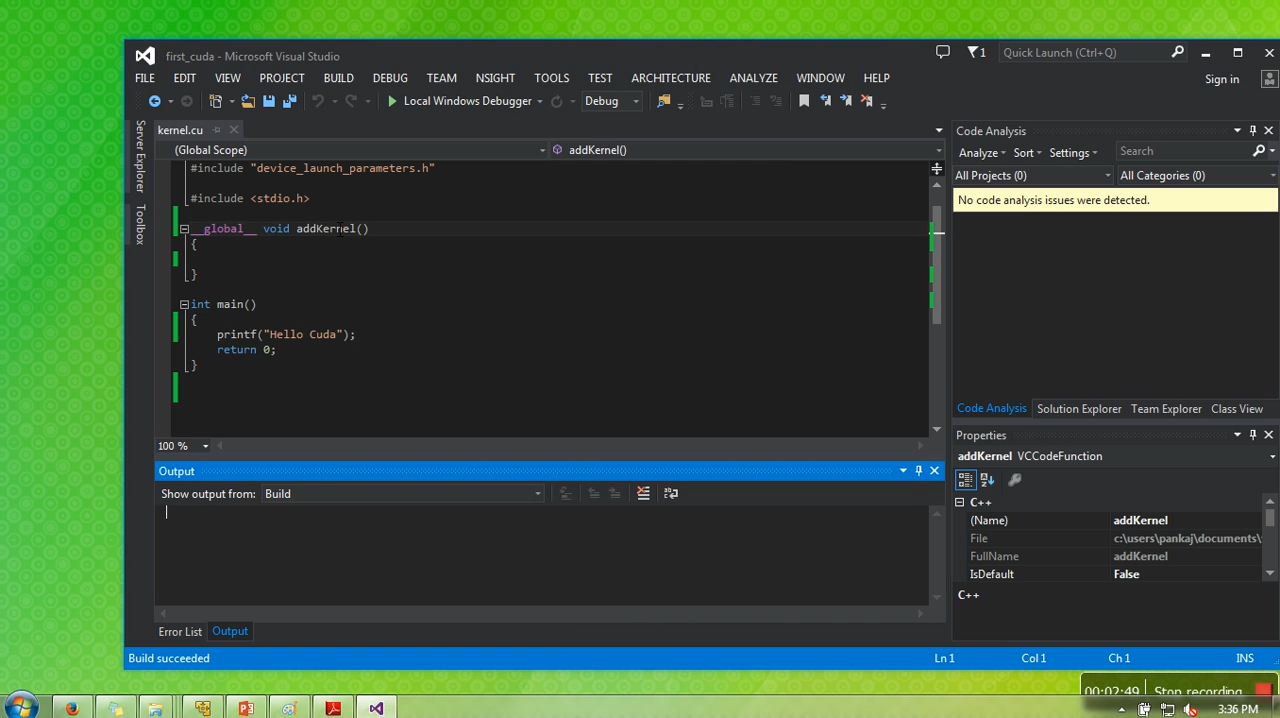 first_cuda - Microsoft Visual Studio
1
Quick Launch (Ctrl+Q)
FILE EDIT VIEW PROJECT BUILD DEBUG TEAM NSIGHT TOOLS TEST ARCHITECTURE ANALYZE WINDOW HELP
Sign in
Local Windows Debugger
Debug
Server Explorer
Toolbox
kernel.cu
(Global Scope)
addKernel()
#include "device_launch_parameters.h"
#include <stdio.h>
__global__ void addKernel()
{
}
int main()
{
printf("Hello Cuda");
return 0;
}
100 %
Output
Show output from: Build
Error List Output
Code Analysis
Analyze Sort Settings Search
All Projects (0) All Categories (0)
No code analysis issues were detected.
Code Analysis Solution Explorer Team Explorer Class View
Properties
addKernel VCCodeFunction
C++
(Name) addKernel
File c:\users\pankaj\documents\
FullName addKernel
IsDefault False
C++
Build succeeded
Ln 1 Col 1 Ch 1 INS
00:02:49 Stop recording
3:36 PM